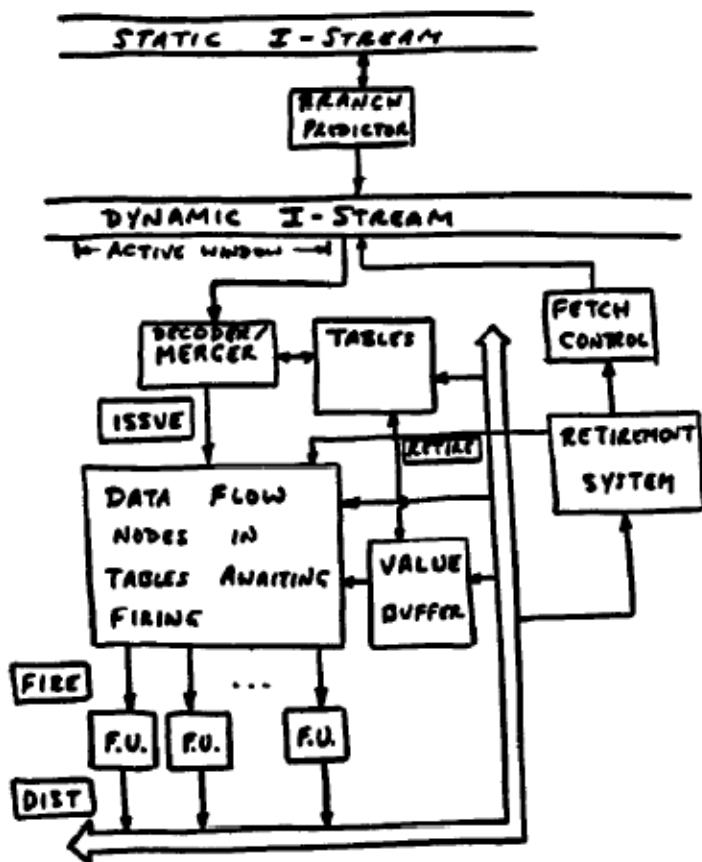 STATIC I-STREAM
BRANCH
PREDICTOR
DYNAMIC I-STREAM
ACTIVE WINDOW
DECODER/
MERGER
TABLES
FETCH
CONTROL
ISSUE
RETIRE
RETIREMENT
SYSTEM
DATA FLOW
NODES IN
TABLES AWAITING
FIRING
VALUE
BUFFER
FIRE
...
F.U.
F.U.
F.U.
DIST